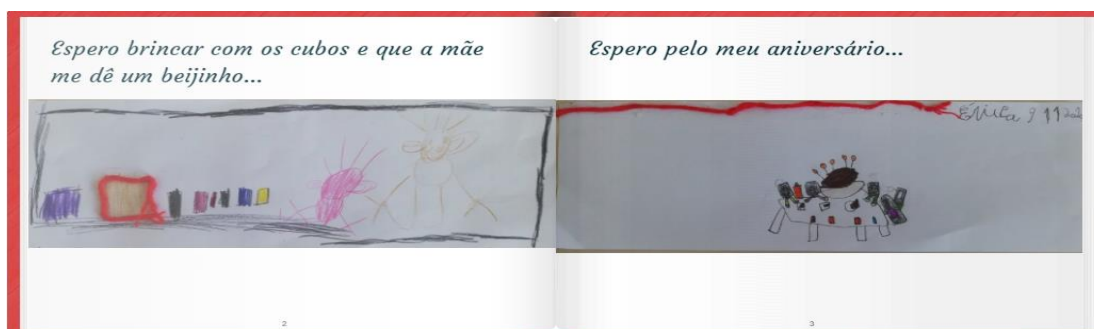 Espero brincar com os cubos e que a mãe
me dê um beijinho...
2
Espero pelo meu aniversário...
9 11
3